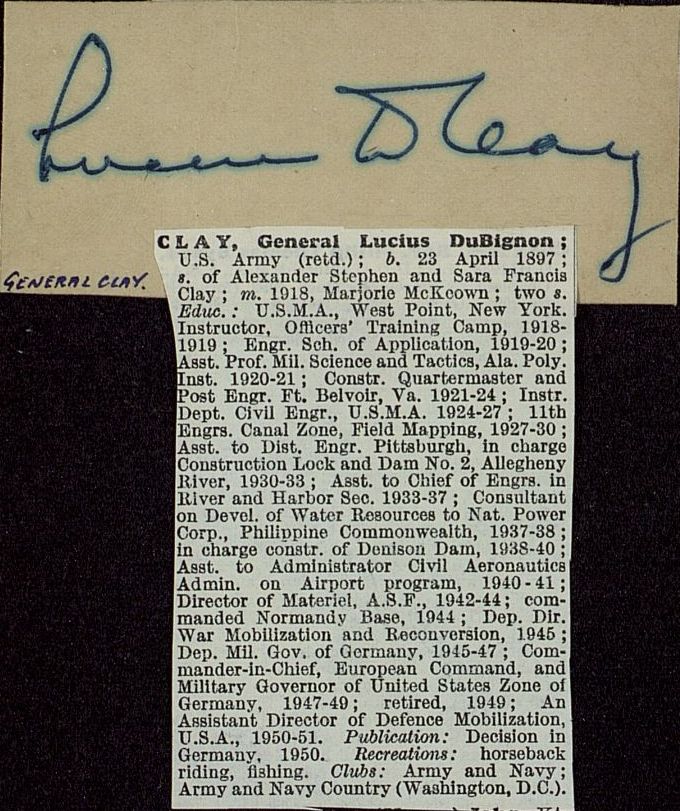 Lucius D Clay
GENERAL CLAY.
CLAY, General Lucius DuBignon;
U.S. Army (retd.); b. 23 April 1897;
s. of Alexander Stephen and Sara Francis
Clay; m. 1918, Marjorie McKeown; two s.
Educ.: U.S.M.A., West Point, New York.
Instructor, Officers' Training Camp, 1918-
1919; Engr. Sch. of Application, 1919-20;
Asst. Prof. Mil. Science and Tactics, Ala. Poly.
Inst. 1920-21; Constr. Quartermaster and
Post Engr. Ft. Belvoir, Va. 1921-24; Instr.
Dept. Civil Engr., U.S.M.A. 1924-27; 11th
Engrs. Canal Zone, Field Mapping, 1927-30;
Asst. to Dist. Engr. Pittsburgh, in charge
Construction Lock and Dam No. 2, Allegheny
River, 1930-33; Asst. to Chief of Engrs. in
River and Harbor Sec. 1933-37; Consultant
on Devel. of Water Resources to Nat. Power
Corp., Philippine Commonwealth, 1937-38;
in charge constr. of Denison Dam, 1938-40;
Asst. to Administrator Civil Aeronautics
Admin. on Airport program, 1940-41;
Director of Materiel, A.S.F., 1942-44; com-
manded Normandy Base, 1944; Dep. Dir.
War Mobilization and Reconversion, 1945;
Dep. Mil. Gov. of Germany, 1945-47; Com-
mander-in-Chief, European Command, and
Military Governor of United States Zone of
Germany, 1947-49; retired, 1949; An
Assistant Director of Defence Mobilization,
U.S.A., 1950-51. Publication: Decision in
Germany, 1950. Recreations: horseback
riding, fishing. Clubs: Army and Navy;
Army and Navy Country (Washington, D.C.).